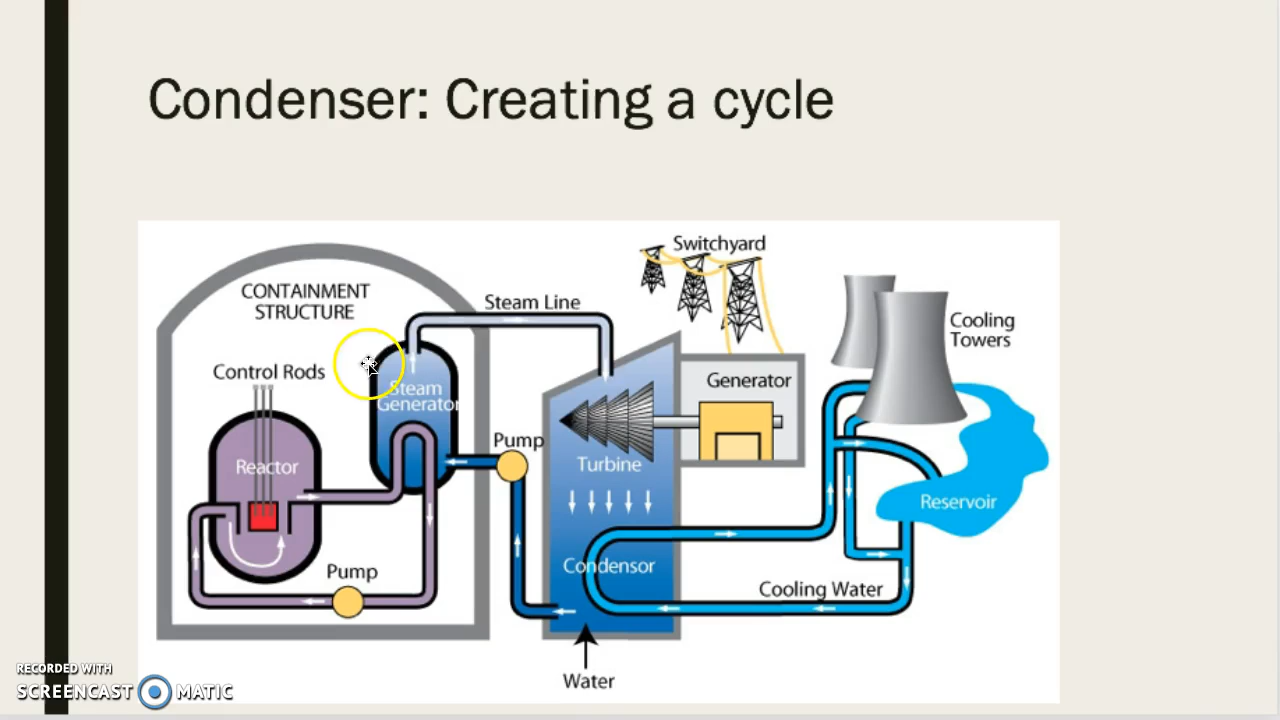 Condenser: Creating a cycle
Switchyard
CONTAINMENT
STRUCTURE
Steam Line
Cooling
Towers
Control Rods
Steam
Generator
Generator
Pump
Reactor
Turbine
Reservoir
Condensor
Pump
Cooling Water
Water
RECORDED WITH
SCREENCAST MATIC